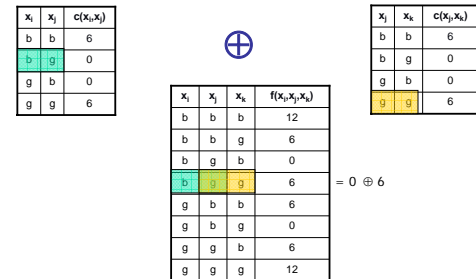 xi xj c(xi,xj)
b b 6
b g 0
g b 0
g g 6
⊕
xj xk c(xj,xk)
b b 6
b g 0
g b 0
g g 6
xi xj xk f(xi,xj,xk)
b b b 12
b b g 6
b g b 0
b g g 6 = 0 ⊕ 6
g b b 6
g b g 0
g g b 6
g g g 12